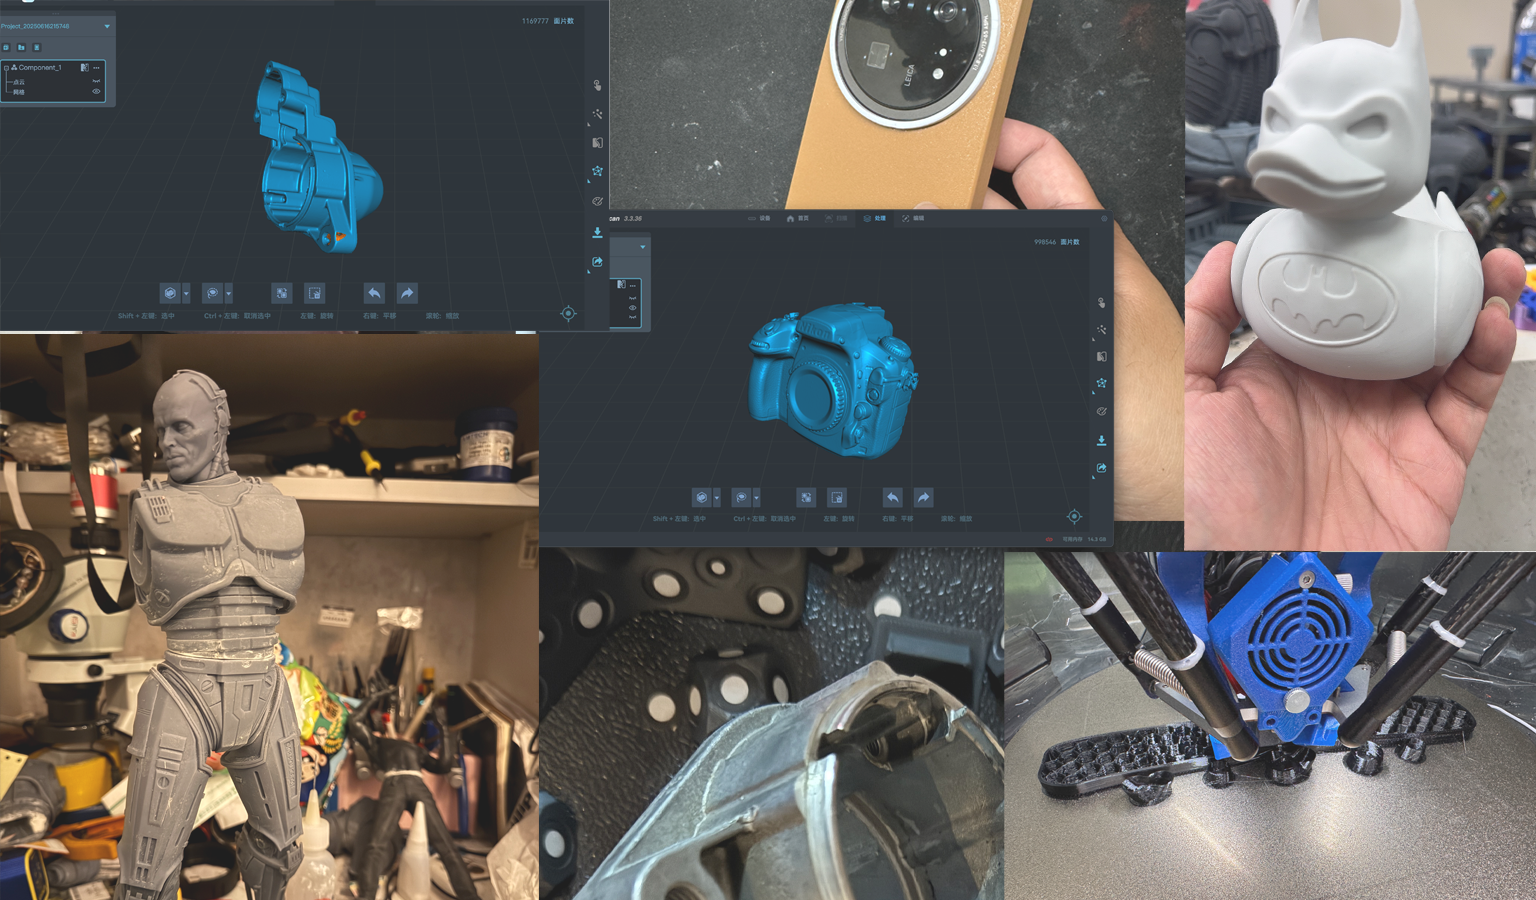 Project_20250616215748
1169777 面片数
Component_1
点云
网格
Shift + 左键: 选中
Ctrl + 左键: 取消选中
左键: 旋转
右键: 平移
滚轮: 缩放
LEICA
can 3.3.36
设备
首页
扫描
处理
编辑
998546 面片数
Shift + 左键: 选中
Ctrl + 左键: 取消选中
左键: 旋转
右键: 平移
滚轮: 缩放
可用内存 14.3 GB